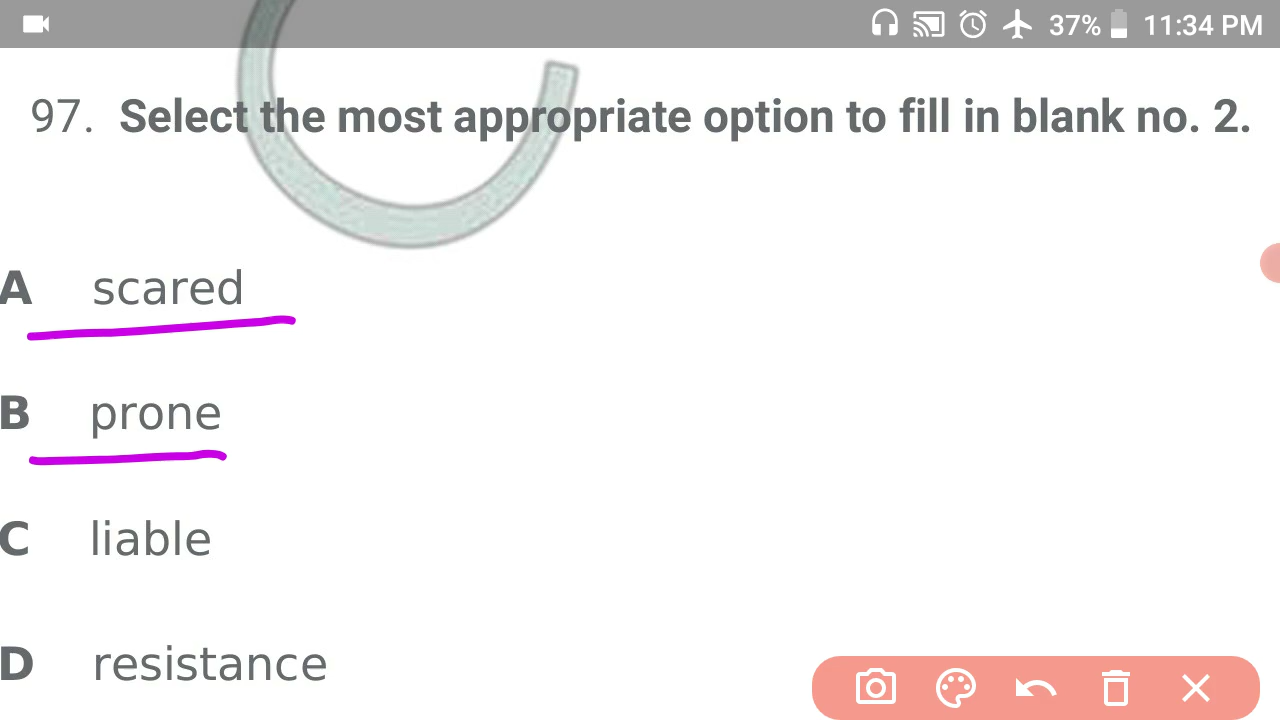 37% 11:34 PM
97. Select the most appropriate option to fill in blank no. 2.
A scared
B prone
C liable
D resistance